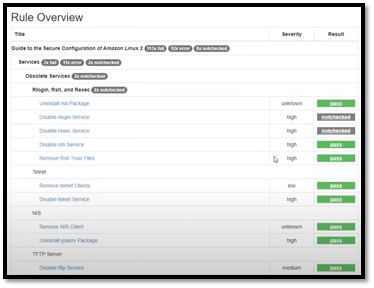 Rule Overview
Title Severity Result
Guide to the Secure Configuration of Amazon Linux 2 113x fail 12x error 8x notchecked
Services 3x fail 11x error 2x notchecked
Obsolete Services 2x notchecked
Rlogin, Rsh, and Rexec 2x notchecked
Uninstall rsh Package unknown pass
Disable rlogin Service high notchecked
Disable rexec Service high notchecked
Disable rsh Service high pass
Remove Rsh Trust Files high pass
Telnet
Remove telnet Clients low pass
Disable telnet Service high pass
NIS
Remove NIS Client unknown pass
Uninstall ypserv Package high pass
TFTP Server
Disable tftp Service medium pass